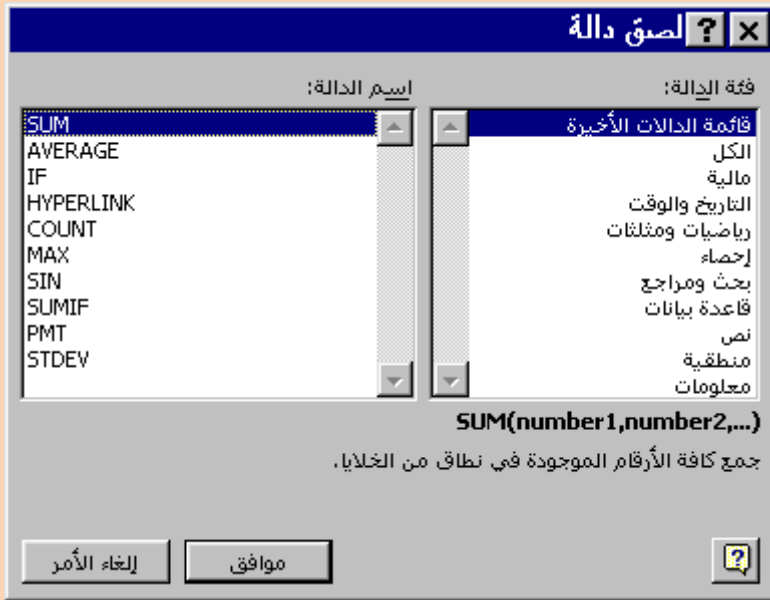 لصق دالة
فئة الدالة:
قائمة الدالات الأخيرة
الكل
مالية
التاريخ والوقت
رياضيات ومثلثات
إحصاء
بحث ومراجع
قاعدة بيانات
نص
منطقية
معلومات
اسم الدالة:
SUM
AVERAGE
IF
HYPERLINK
COUNT
MAX
SIN
SUMIF
PMT
STDEV
SUM(number1,number2,...)
جمع كافة الأرقام الموجودة في نطاق من الخلايا.
موافق
إلغاء الأمر